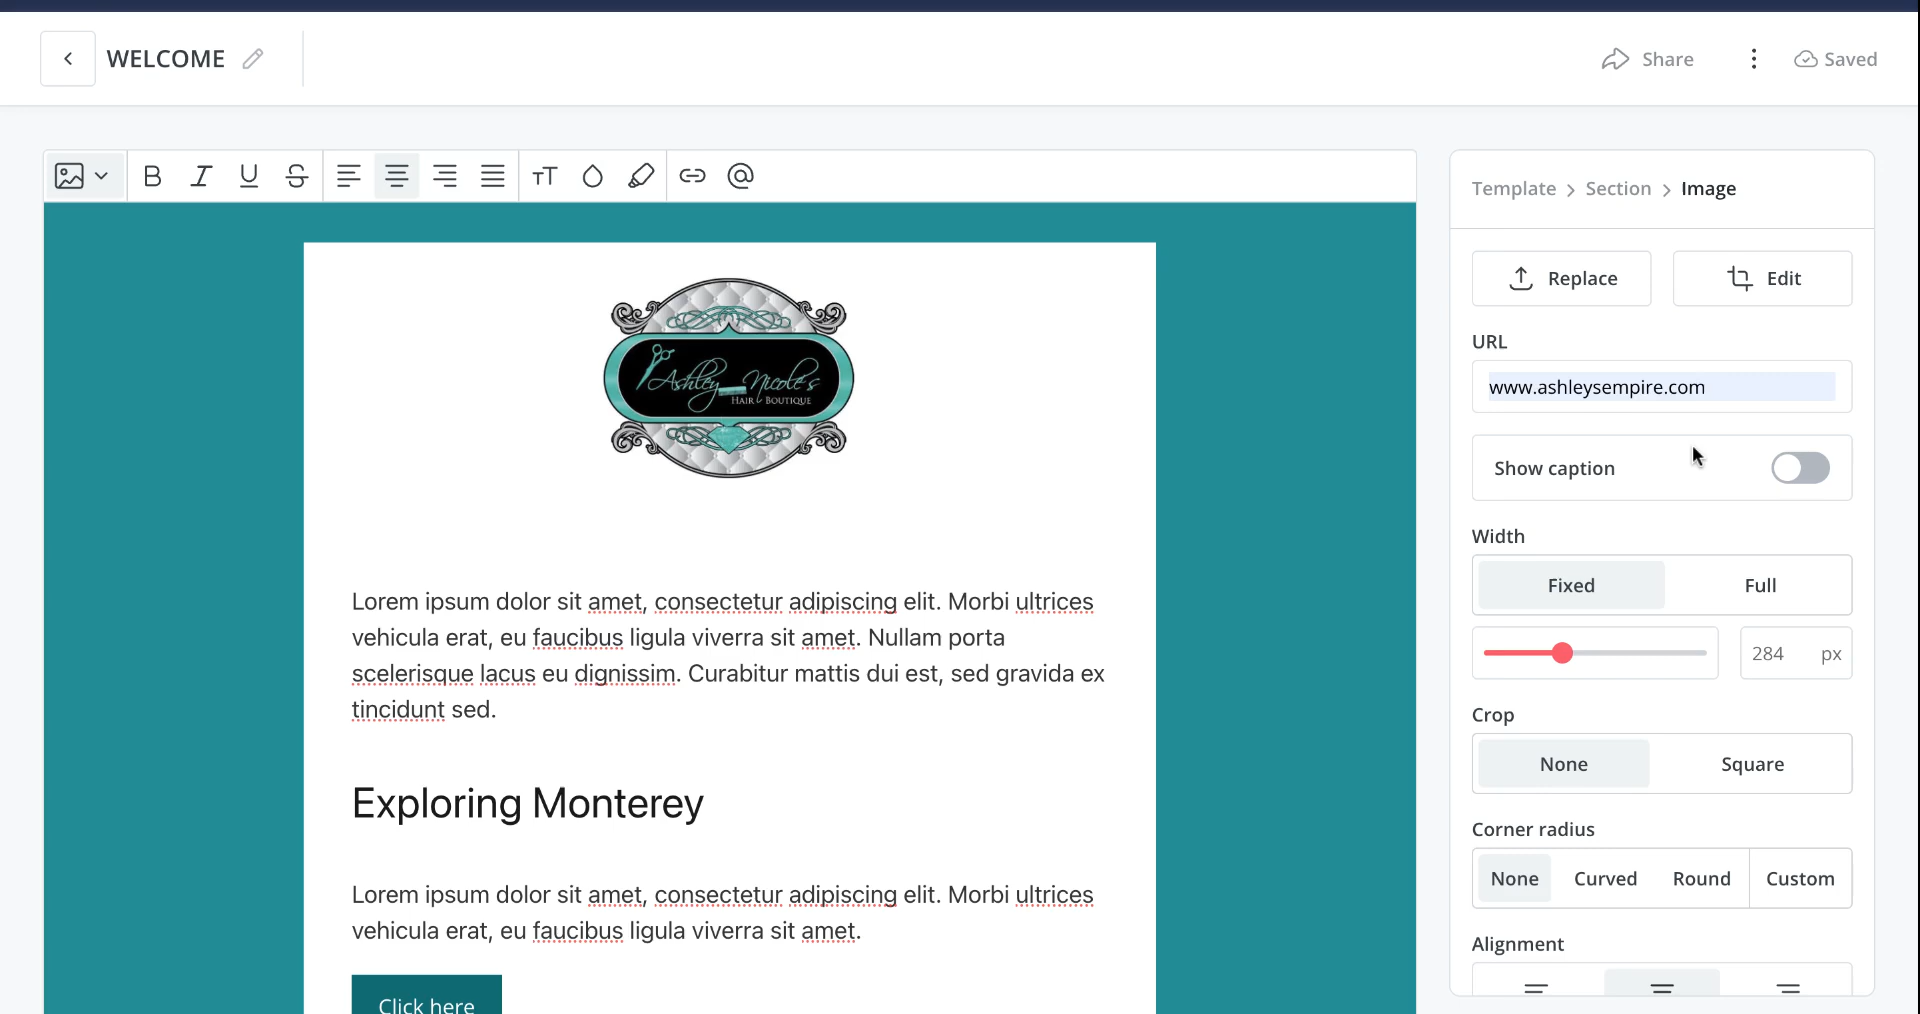 WELCOME
Share
Saved
Template > Section > Image
Replace
Edit
URL
www.ashleysempire.com
Show caption
Width
Fixed
Full
284 px
Crop
None
Square
Corner radius
None
Curved
Round
Custom
Alignment
Ashley Nicole's
HAIR BOUTIQUE
Lorem ipsum dolor sit amet, consectetur adipiscing elit. Morbi ultrices
vehicula erat, eu faucibus ligula viverra sit amet. Nullam porta
scelerisque lacus eu dignissim. Curabitur mattis dui est, sed gravida ex
tincidunt sed.
Exploring Monterey
Lorem ipsum dolor sit amet, consectetur adipiscing elit. Morbi ultrices
vehicula erat, eu faucibus ligula viverra sit amet.
Click here